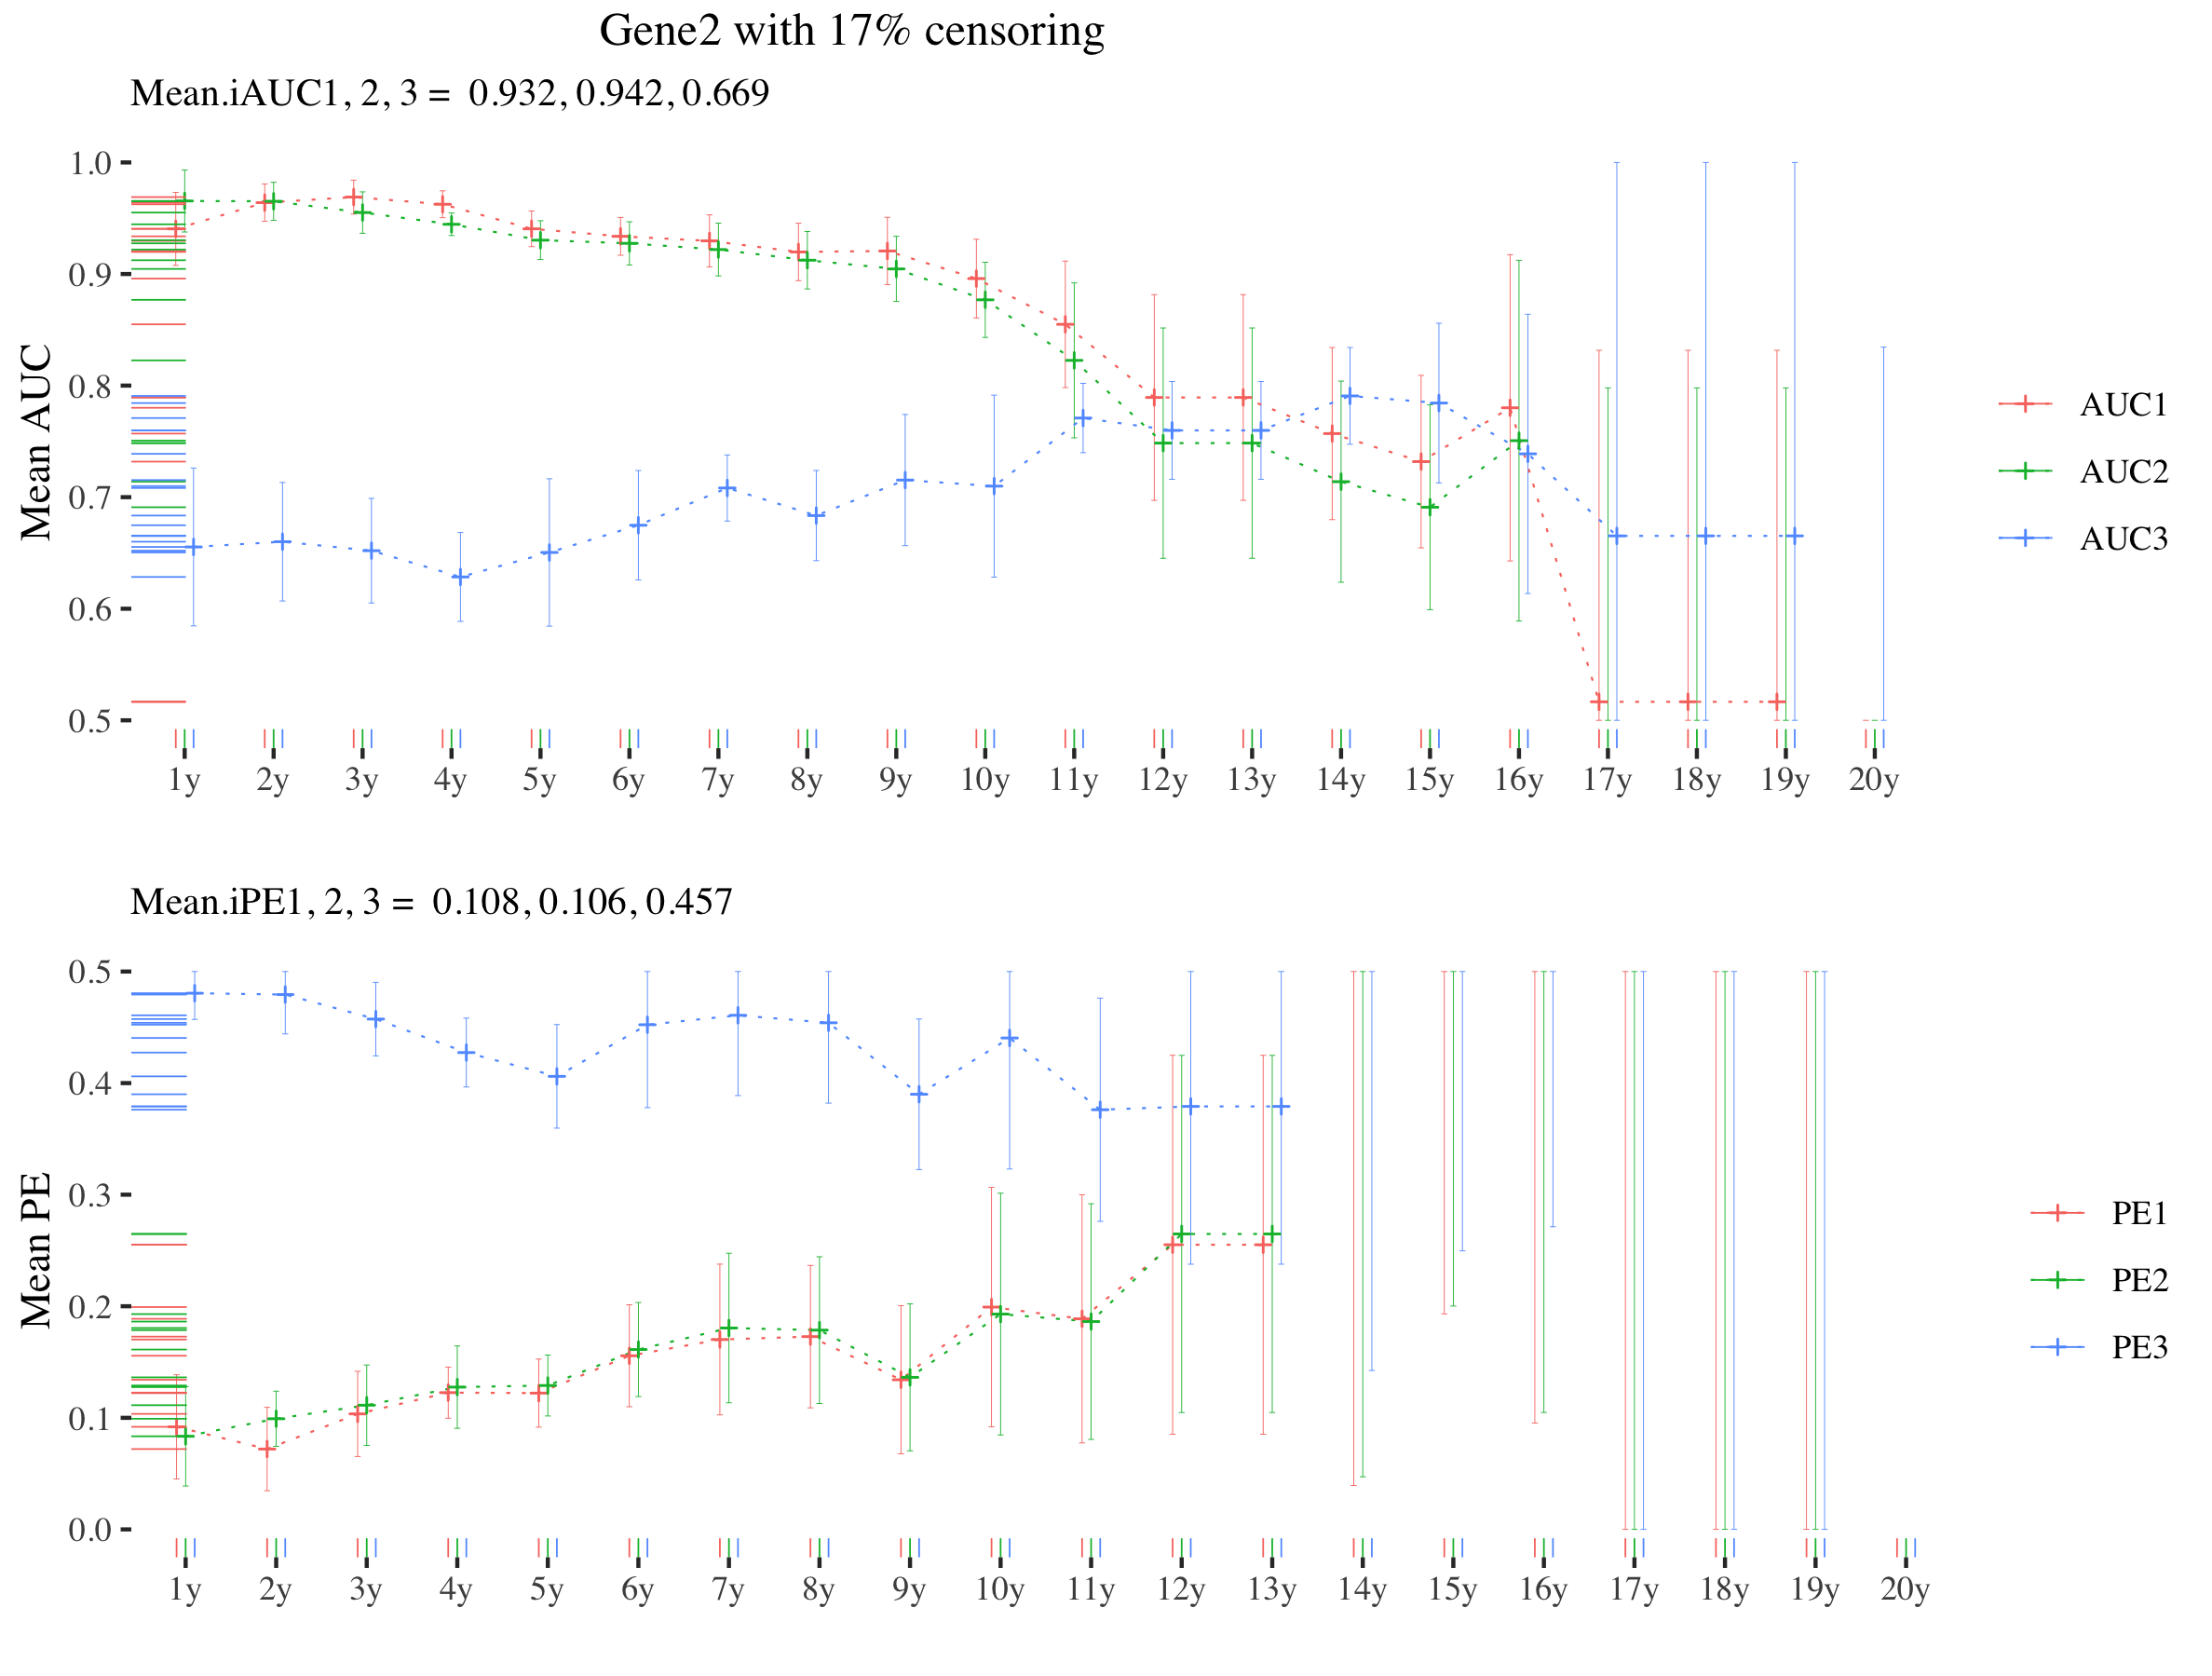 Gene2 with 17% censoring
Mean.iAUC1, 2, 3 = 0.932, 0.942, 0.669
Mean AUC
1.0
0.9
0.8
0.7
0.6
0.5
1y 2y 3y 4y 5y 6y 7y 8y 9y 10y 11y 12y 13y 14y 15y 16y 17y 18y 19y 20y
AUC1
AUC2
AUC3
Mean.iPE1, 2, 3 = 0.108, 0.106, 0.457
Mean PE
0.5
0.4
0.3
0.2
0.1
0.0
1y 2y 3y 4y 5y 6y 7y 8y 9y 10y 11y 12y 13y 14y 15y 16y 17y 18y 19y 20y
PE1
PE2
PE3